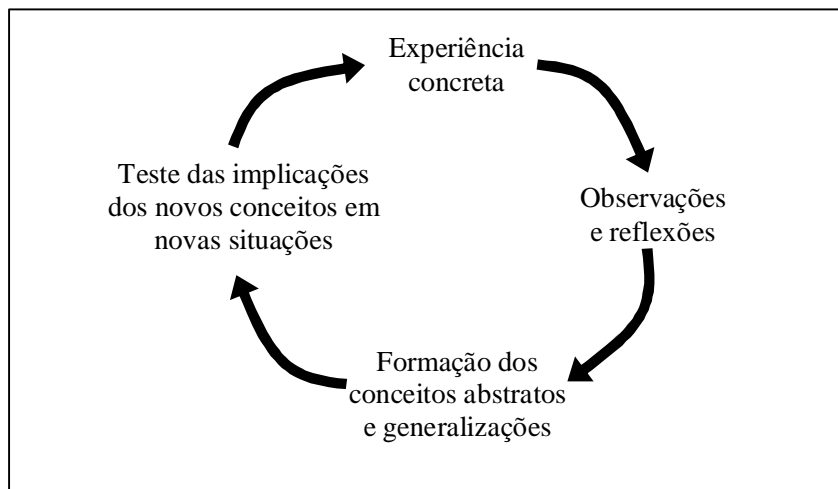 Experiência
concreta
Observações
e reflexões
Formação dos
conceitos abstratos
e generalizações
Teste das implicações
dos novos conceitos em
novas situações